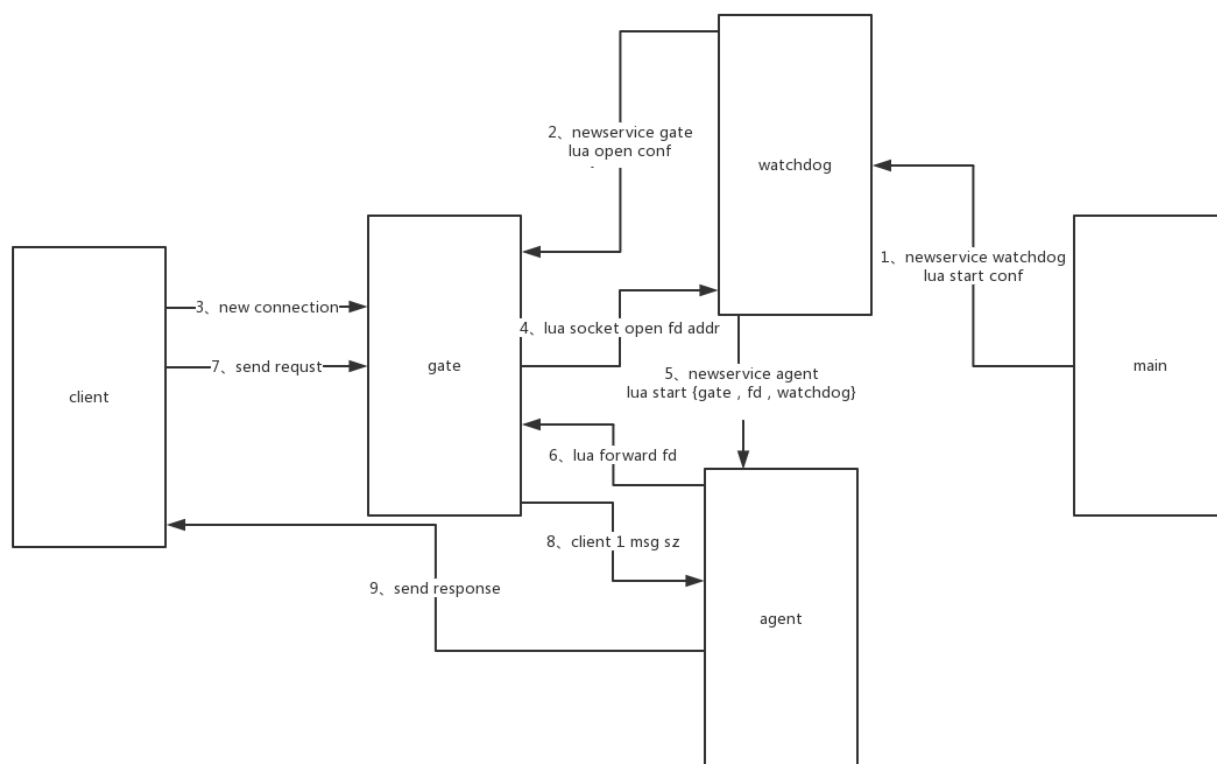 2、newservice gate
lua open conf
watchdog
1、newservice watchdog
lua start conf
3、new connection
4、lua socket open fd addr
7、send requst
gate
5、newservice agent
lua start {gate , fd , watchdog}
main
client
6、lua forward fd
8、client 1 msg sz
9、send response
agent